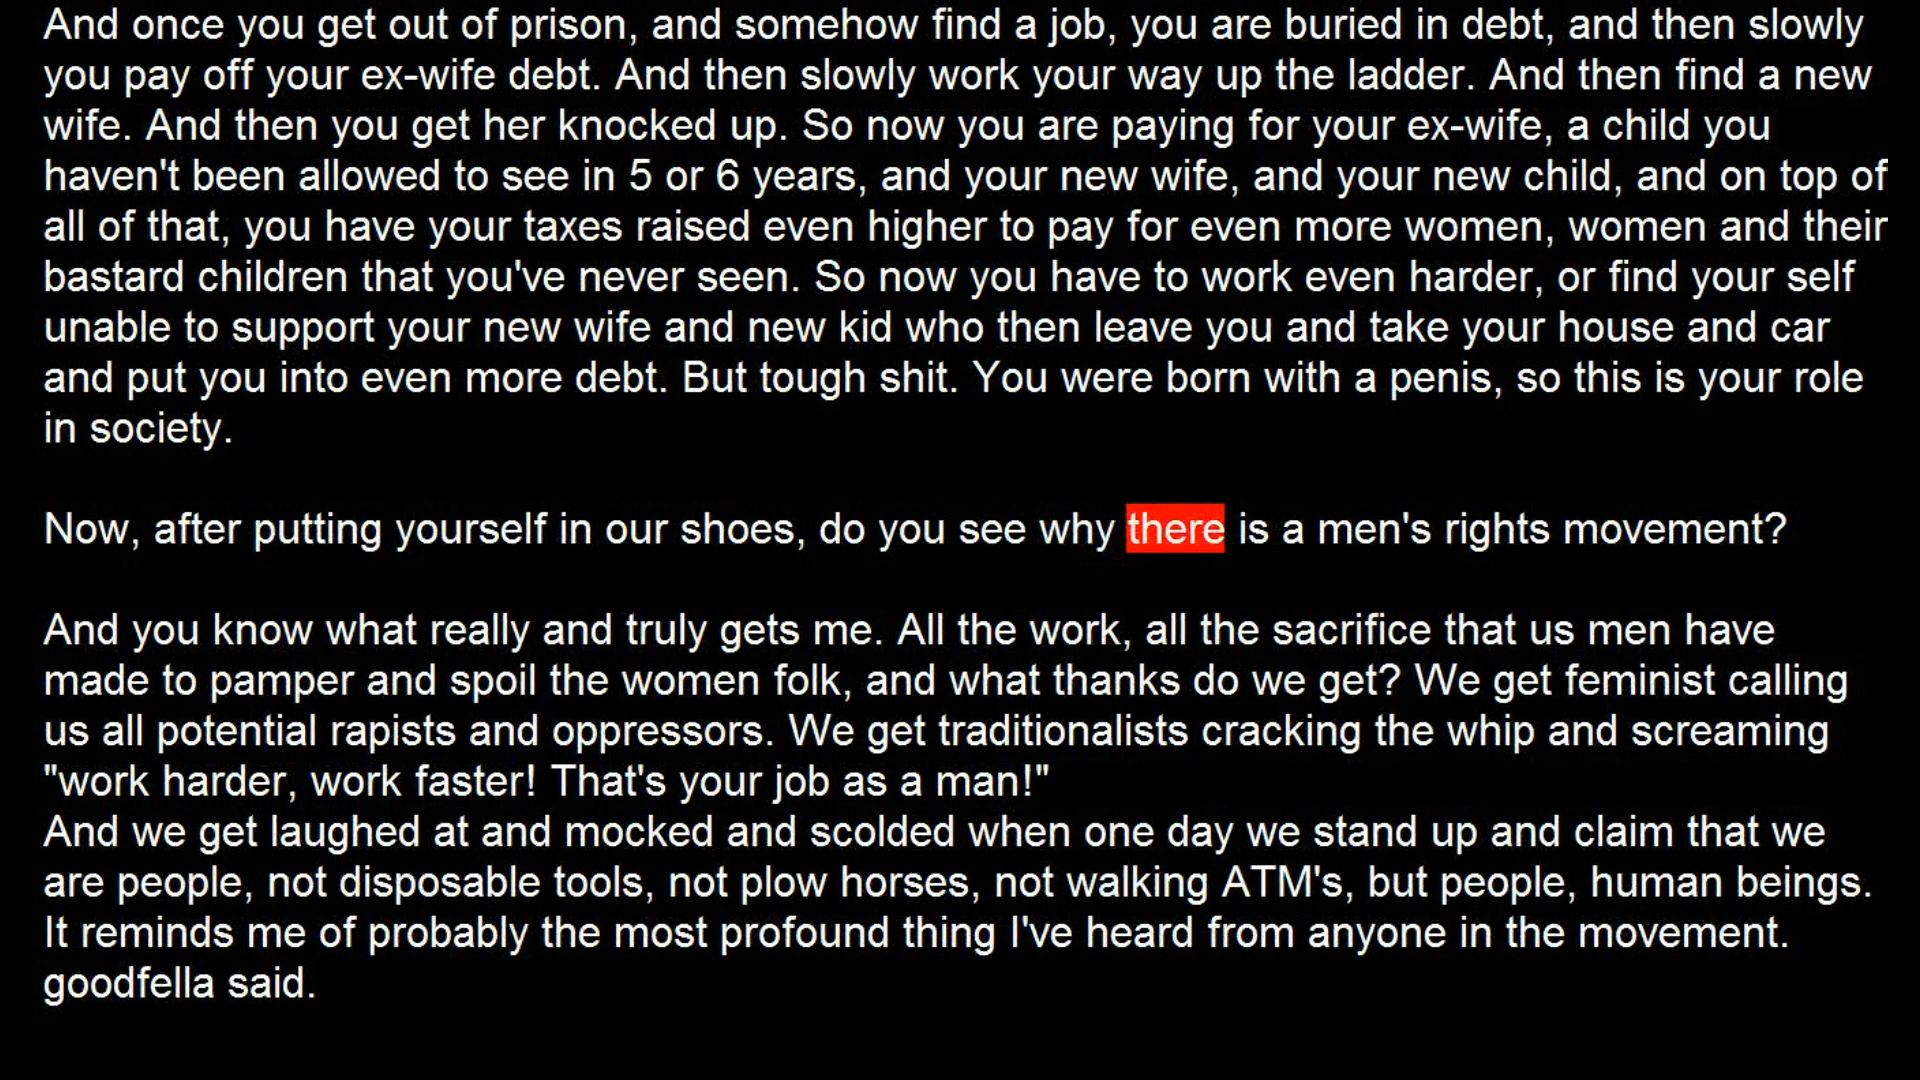 And once you get out of prison, and somehow find a job, you are buried in debt, and then slowly
you pay off your ex-wife debt. And then slowly work your way up the ladder. And then find a new
wife. And then you get her knocked up. So now you are paying for your ex-wife, a child you
haven't been allowed to see in 5 or 6 years, and your new wife, and your new child, and on top of
all of that, you have your taxes raised even higher to pay for even more women, women and their
bastard children that you've never seen. So now you have to work even harder, or find your self
unable to support your new wife and new kid who then leave you and take your house and car
and put you into even more debt. But tough shit. You were born with a penis, so this is your role
in society.
Now, after putting yourself in our shoes, do you see why there is a men's rights movement?
And you know what really and truly gets me. All the work, all the sacrifice that us men have
made to pamper and spoil the women folk, and what thanks do we get? We get feminist calling
us all potential rapists and oppressors. We get traditionalists cracking the whip and screaming
"work harder, work faster! That's your job as a man!"
And we get laughed at and mocked and scolded when one day we stand up and claim that we
are people, not disposable tools, not plow horses, not walking ATM's, but people, human beings.
It reminds me of probably the most profound thing I've heard from anyone in the movement.
goodfella said.